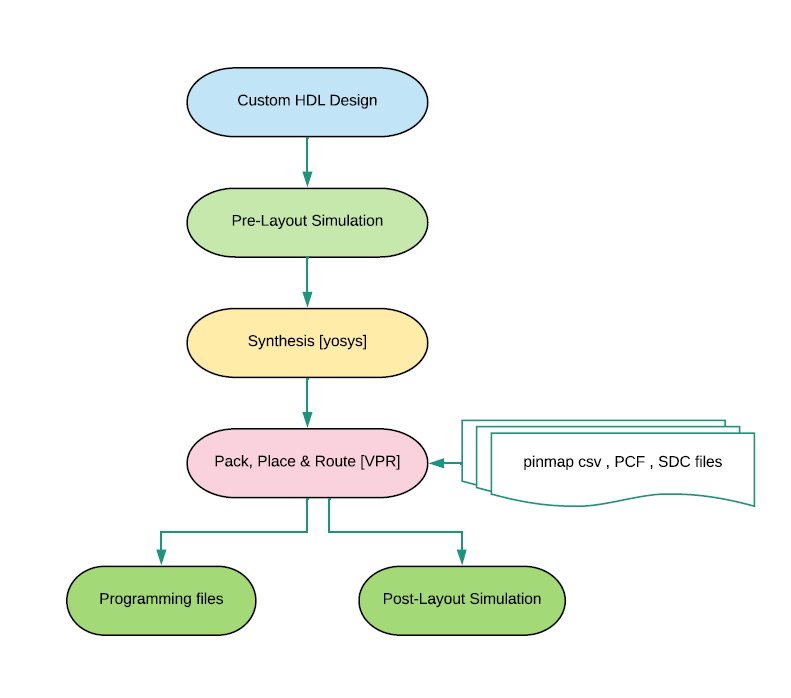 Custom HDL Design
Pre-Layout Simulation
Synthesis [yosys]
Pack, Place & Route [VPR]
pinmap csv , PCF , SDC files
Programming files
Post-Layout Simulation